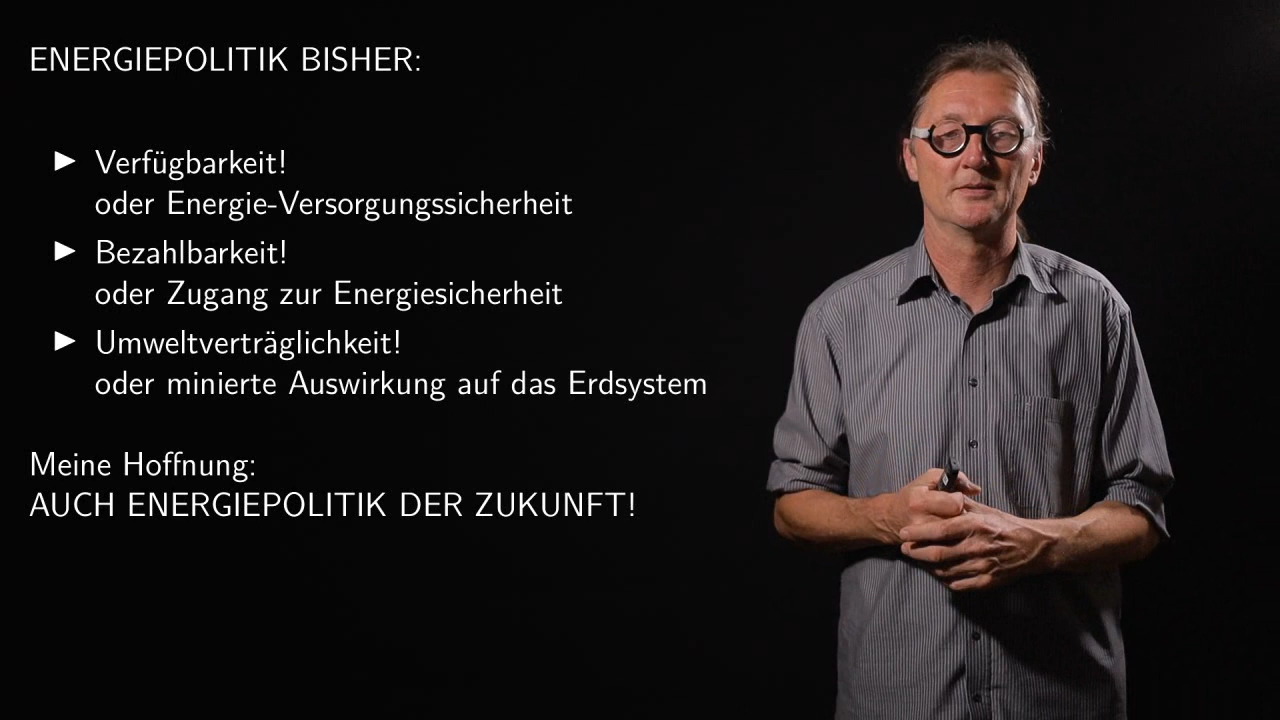 ENERGIEPOLITIK BISHER:
► Verfügbarkeit!
oder Energie-Versorgungssicherheit
► Bezahlbarkeit!
oder Zugang zur Energiesicherheit
► Umweltverträglichkeit!
oder minierte Auswirkung auf das Erdsystem
Meine Hoffnung:
AUCH ENERGIEPOLITIK DER ZUKUNFT!